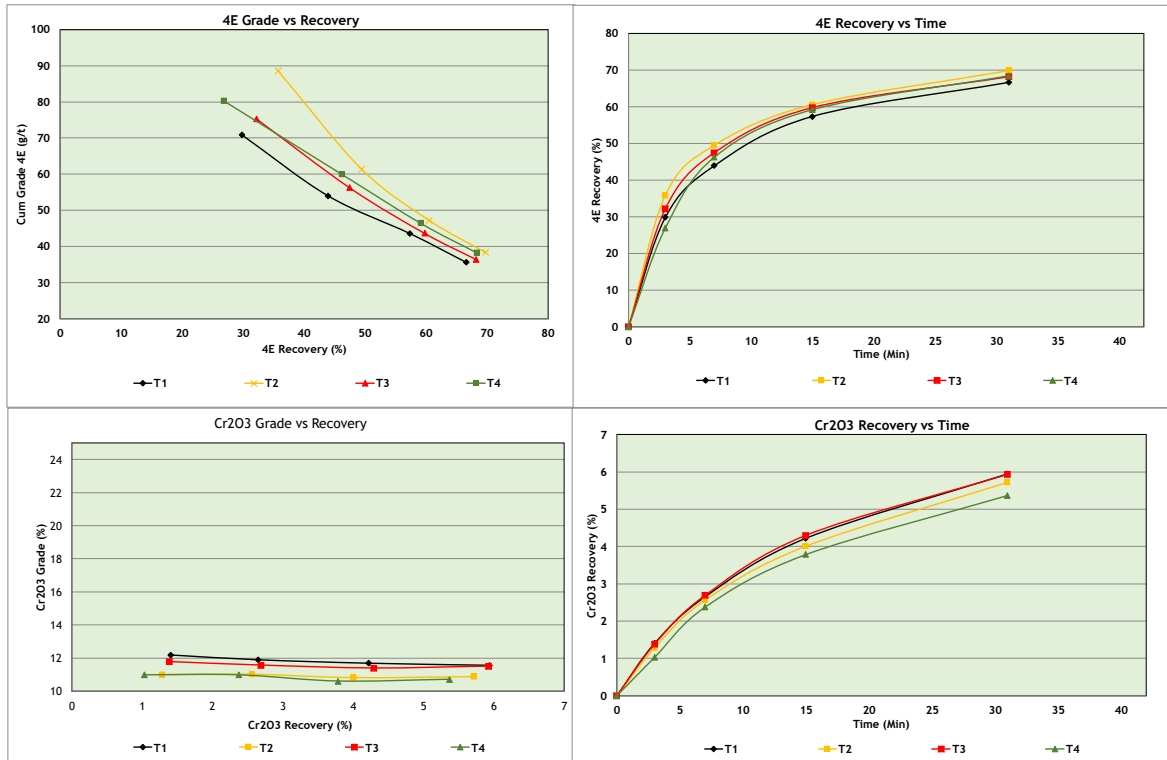 4E Grade vs Recovery
Cum Grade 4E (g/t)
100
90
80
70
60
50
40
30
20
0 10 20 30 40 50 60 70 80
4E Recovery (%)
T1 T2 T3 T4
4E Recovery vs Time
4E Recovery (%)
80
70
60
50
40
30
20
10
0
0 5 10 15 20 25 30 35 40
Time (Min)
T1 T2 T3 T4
Cr2O3 Grade vs Recovery
Cr2O3 Grade (%)
24
22
20
18
16
14
12
10
0 1 2 3 4 5 6 7
Cr2O3 Recovery (%)
T1 T2 T3 T4
Cr2O3 Recovery vs Time
Cr2O3 Recovery (%)
7
6
5
4
3
2
1
0
0 5 10 15 20 25 30 35 40
Time (Min)
T1 T2 T3 T4